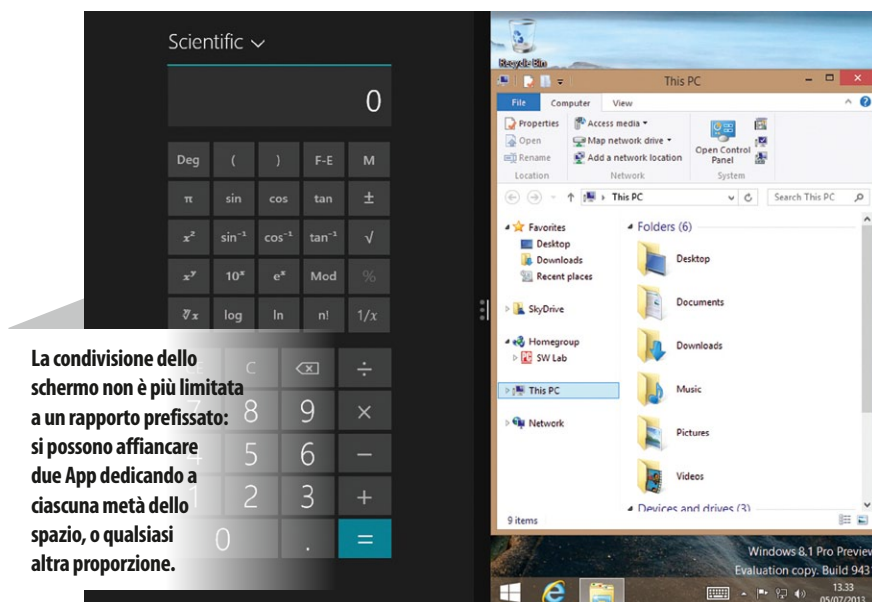 Scientific
0
Deg ( ) F-E M
π sin cos tan ±
x² sin⁻¹ cos⁻¹ tan⁻¹ √
xʸ 10ˣ eˣ Mod %
ʸ√x log ln n! 1/x
C ÷
8 9 ×
5 6 −
1 2 3 +
0 . =
La condivisione dello
schermo non è più limitata
a un rapporto prefissato:
si possono affiancare
due App dedicando a
ciascuna metà dello
spazio, o qualsiasi
altra proporzione.
Recycle Bin
This PC
File Computer View
Properties
Open
Rename
Location
Access media
Map network drive
Add a network location
Network
Open Control
Panel
System
This PC
Search This PC
Favorites
Desktop
Downloads
Recent places
SkyDrive
Homegroup
SW Lab
This PC
Network
Folders (6)
Desktop
Documents
Downloads
Music
Pictures
Videos
Devices and drives (3)
9 items
Windows 8.1 Pro Preview
Evaluation copy. Build 9431
13.33
05/07/2013